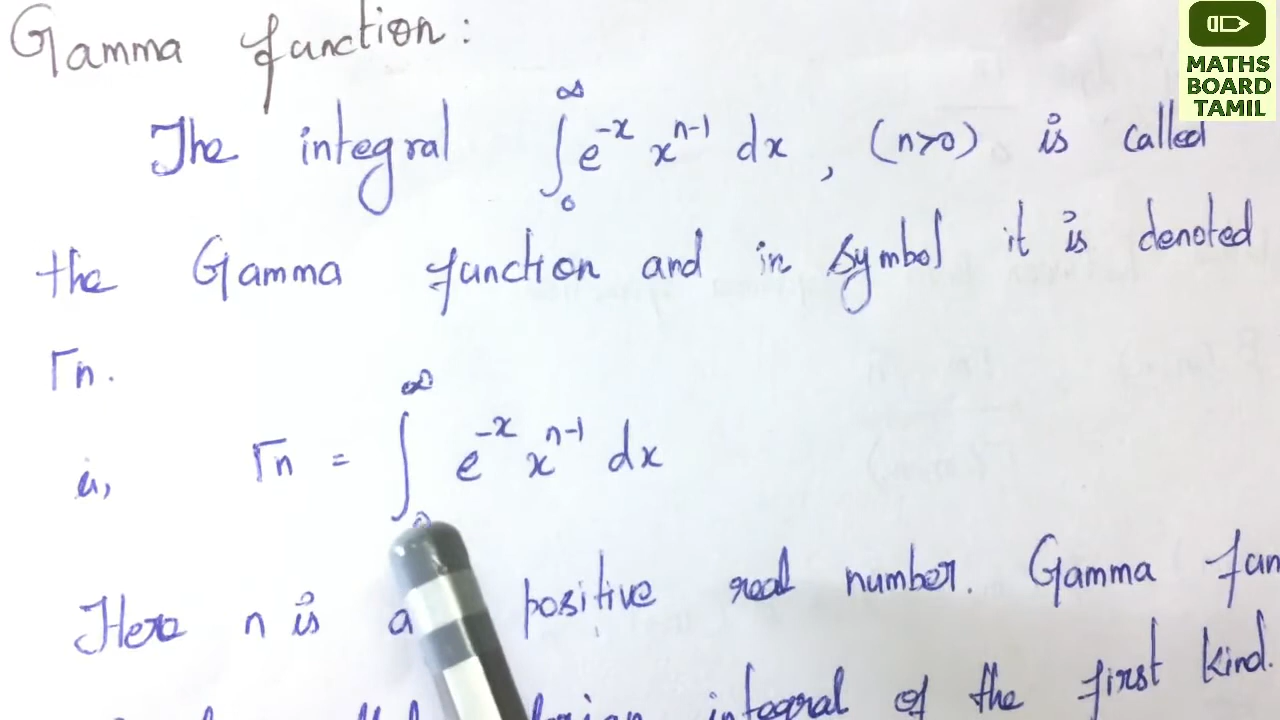 Gamma function:
MATHS
BOARD
TAMIL
The integral ∫₀^∞ e^{-x} x^{n-1} dx, (n>0) is called
the Gamma function and in symbol it is denoted
Γn.
ie, Γn = ∫₀^∞ e^{-x} x^{n-1} dx
Here n is a positive real number. Gamma fun
integral of the first kind.